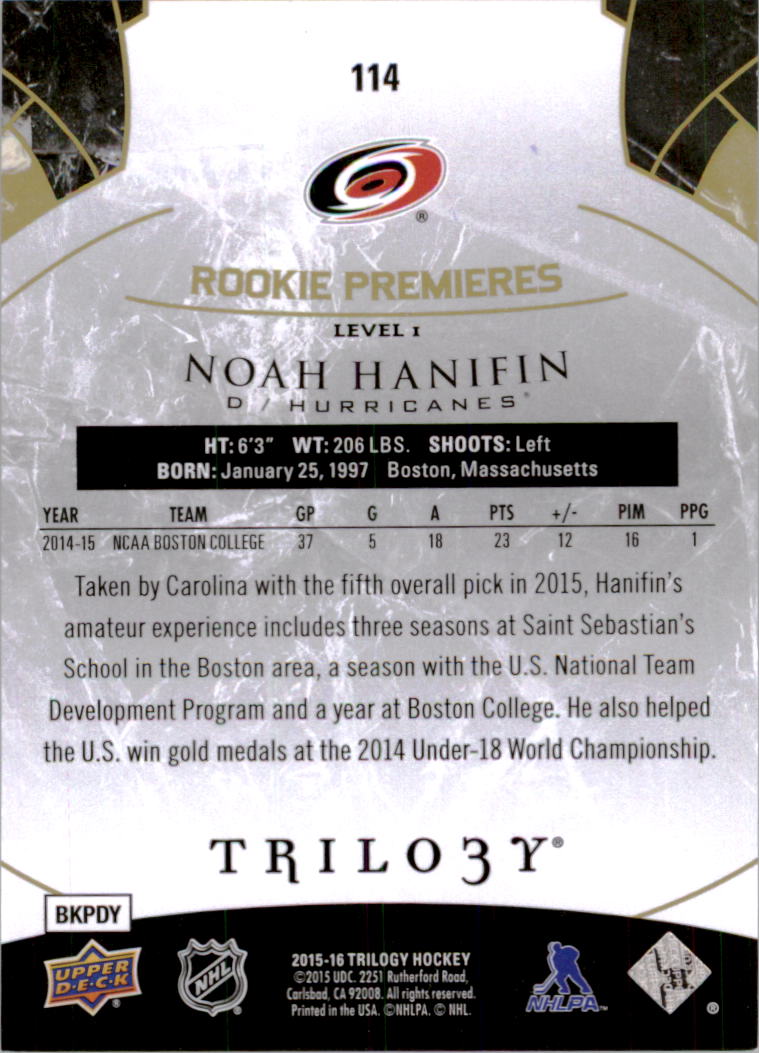 114
®
ROOKIE PREMIERES
LEVEL 1
NOAH HANIFIN
D / HURRICANES®
HT: 6'3" WT: 206 LBS. SHOOTS: Left
BORN: January 25, 1997 Boston, Massachusetts
YEAR TEAM GP G A PTS +/- PIM PPG
2014-15 NCAA BOSTON COLLEGE 37 5 18 23 12 16 1
Taken by Carolina with the fifth overall pick in 2015, Hanifin's
amateur experience includes three seasons at Saint Sebastian's
School in the Boston area, a season with the U.S. National Team
Development Program and a year at Boston College. He also helped
the U.S. win gold medals at the 2014 Under-18 World Championship.
TRILO3Y®
BKPDY
UPPER
D·E·C·K®
NHL
2015-16 TRILOGY HOCKEY
©2015 UDC. 2251 Rutherford Road,
Carlsbad, CA 92008. All rights reserved.
Printed in the USA. ©NHLPA. © NHL.
NHLPA™
®